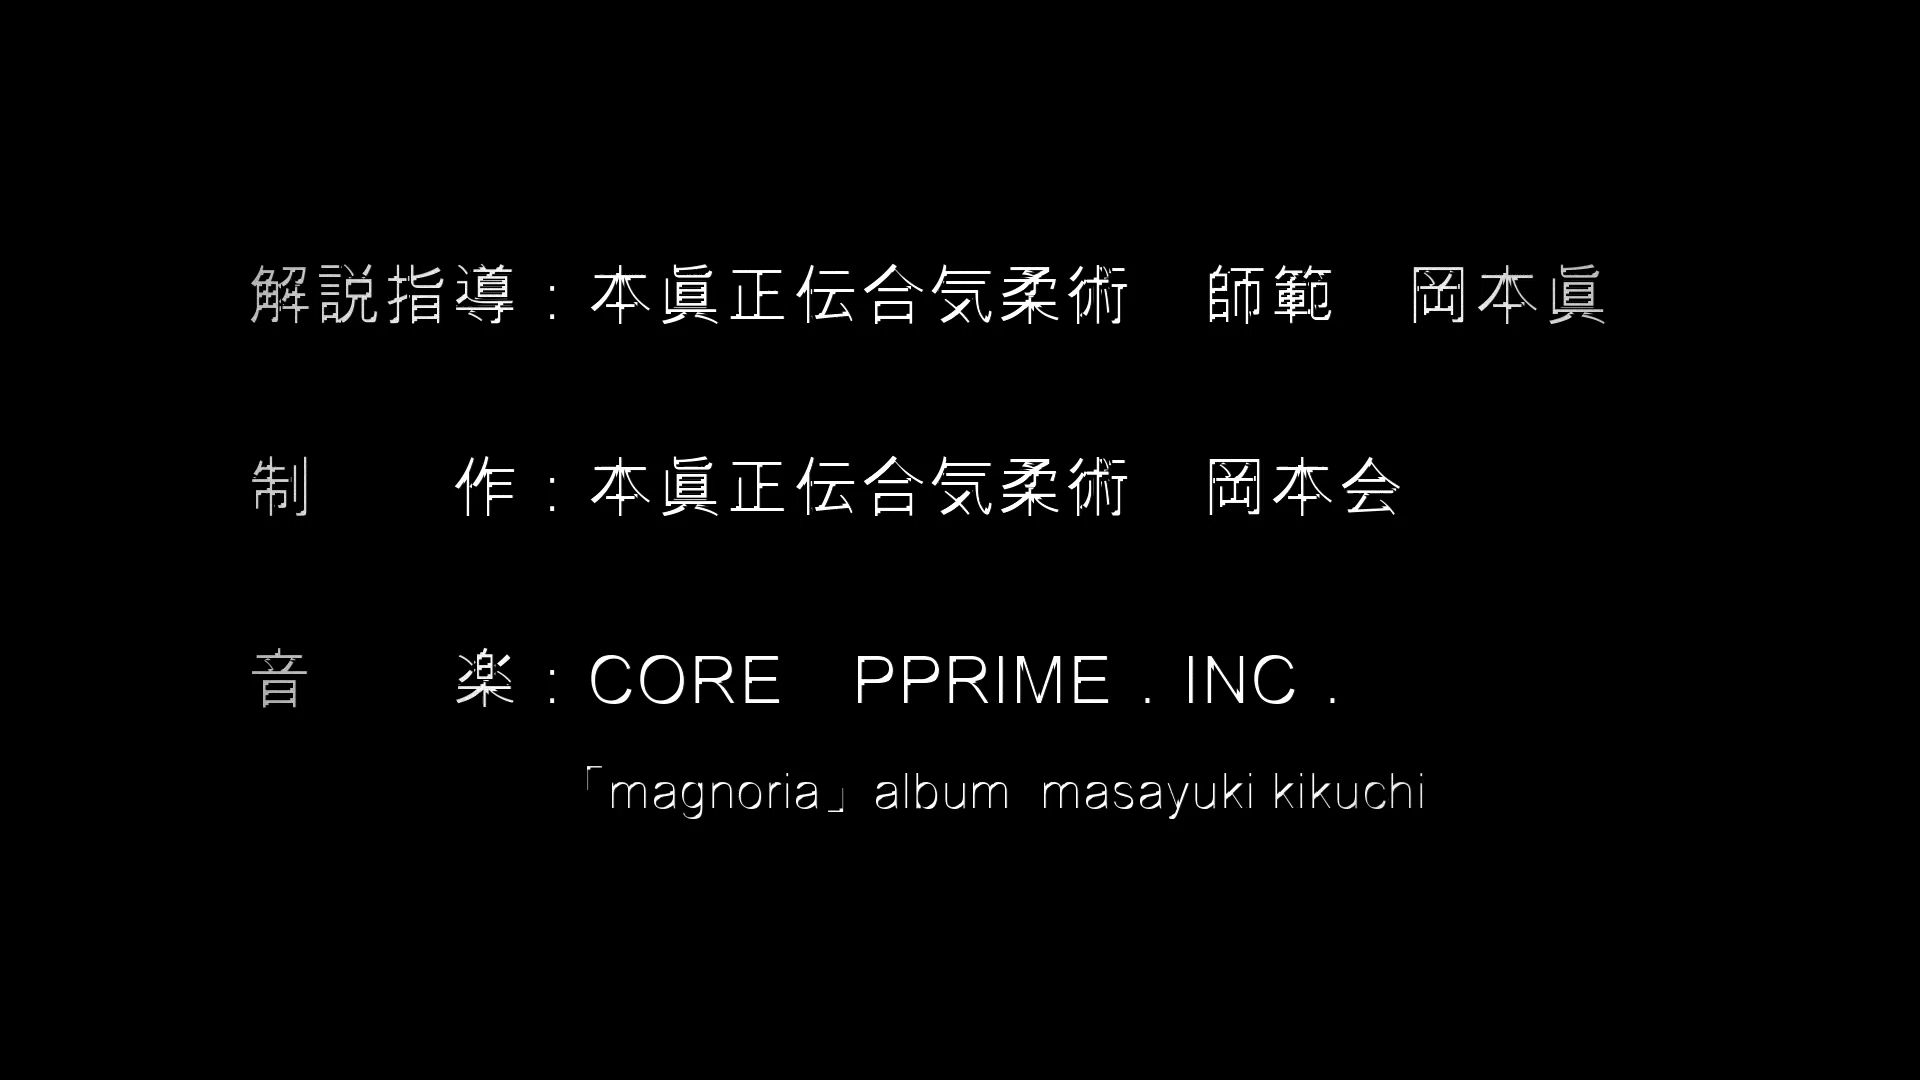 解説指導：本眞正伝合気柔術　師範　岡本眞
制　　作：本眞正伝合気柔術　岡本会
音　　楽：CORE　PPRIME . INC .
「magnoria」album masayuki kikuchi